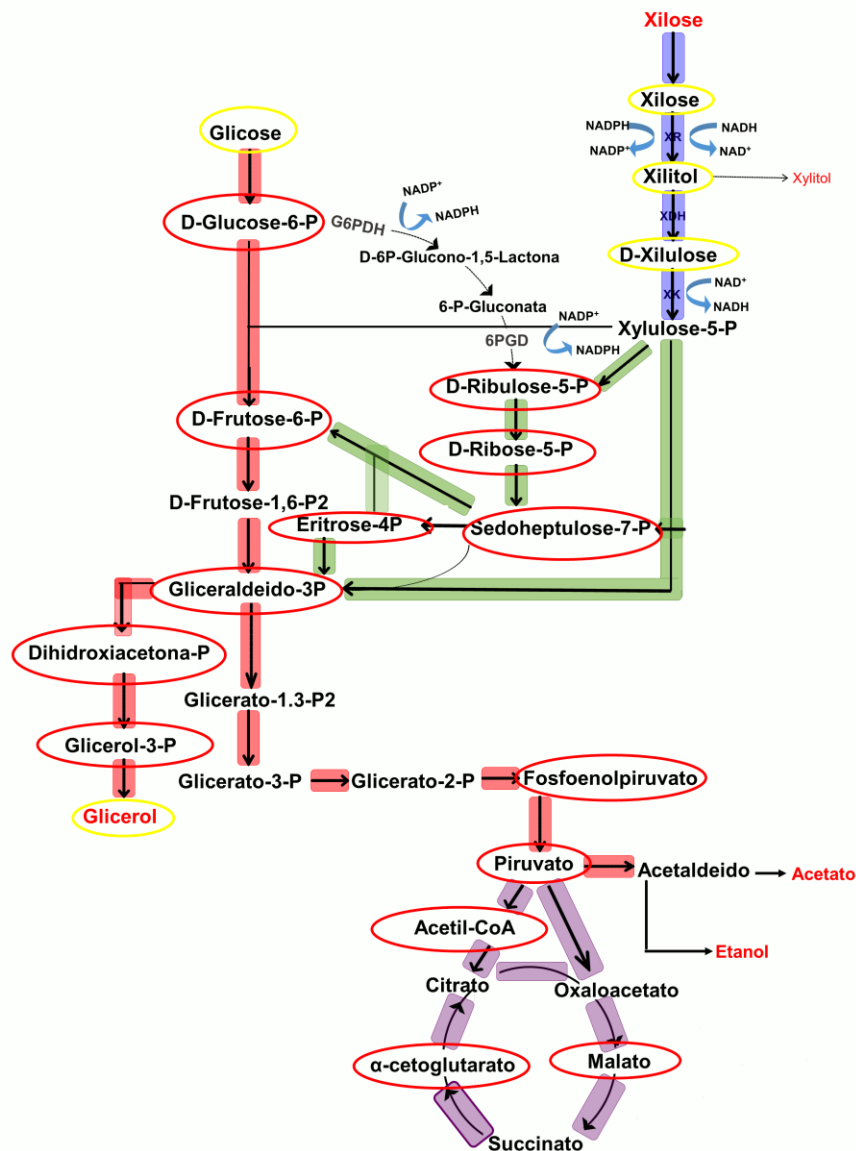 Xilose
Xilose
NADPH
NADH
XR
NADP⁺
NAD⁺
Glicose
Xilitol
Xylitol
D-Glucose-6-P
G6PDH
NADP⁺
NADPH
XDH
D-6P-Glucono-1,5-Lactona
D-Xilulose
6-P-Gluconata
XK
NAD⁺
NADH
NADP⁺
Xylulose-5-P
6PGD
NADPH
D-Ribulose-5-P
D-Frutose-6-P
D-Ribose-5-P
D-Frutose-1,6-P2
Eritrose-4P
Sedoheptulose-7-P
Gliceraldeido-3P
Dihidroxiacetona-P
Glicerato-1.3-P2
Glicerol-3-P
Glicerato-3-P
Glicerato-2-P
Fosfoenolpiruvato
Glicerol
Piruvato
Acetaldeido
Acetato
Acetil-CoA
Etanol
Citrato
Oxaloacetato
α-cetoglutarato
Malato
Succinato